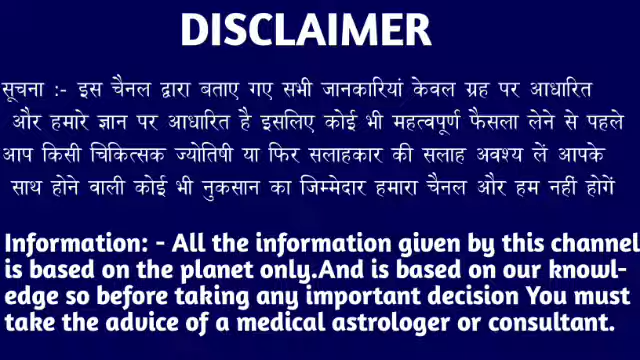 DISCLAIMER
सूचना :- इस चैनल द्वारा बताए गए सभी जानकारियां केवल ग्रह पर आधारित
और हमारे ज्ञान पर आधारित है इसलिए कोई भी महत्वपूर्ण फैसला लेने से पहले
आप किसी चिकित्सक ज्योतिषी या फिर सलाहकार की सलाह अवश्य लें आपके
साथ होने वाली कोई भी नुकसान का जिम्मेदार हमारा चैनल और हम नहीं होगें
Information: - All the information given by this channel
is based on the planet only.And is based on our knowl-
edge so before taking any important decision You must
take the advice of a medical astrologer or consultant.